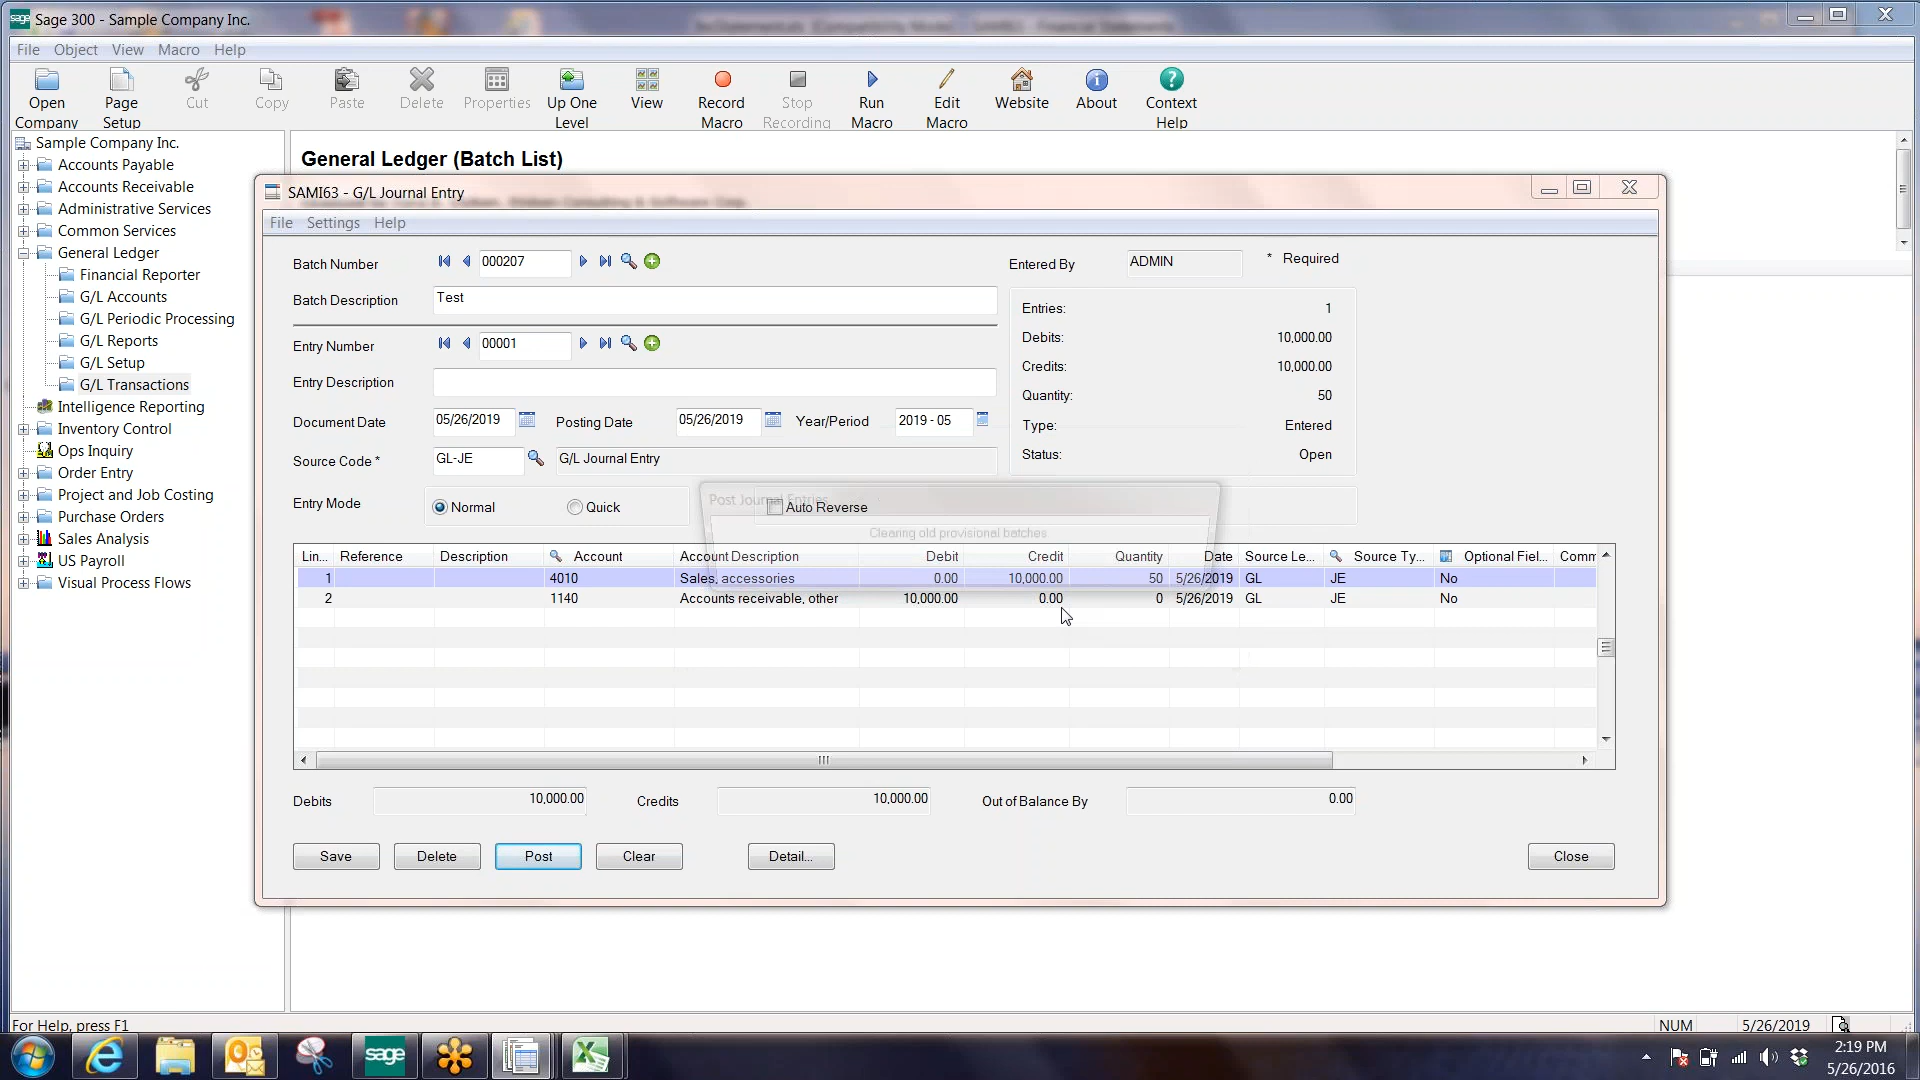 Sage 300 - Sample Company Inc.
File Object View Macro Help
Open Company
Page Setup
Cut
Copy
Paste
Delete
Properties
Up One Level
View
Record Macro
Stop Recording
Run Macro
Edit Macro
Website
About
Context Help
Sample Company Inc.
Accounts Payable
Accounts Receivable
Administrative Services
Common Services
General Ledger
Financial Reporter
G/L Accounts
G/L Periodic Processing
G/L Reports
G/L Setup
G/L Transactions
Intelligence Reporting
Inventory Control
Ops Inquiry
Order Entry
Project and Job Costing
Purchase Orders
Sales Analysis
US Payroll
Visual Process Flows
General Ledger (Batch List)
SAMI63 - G/L Journal Entry
File Settings Help
Batch Number 000207 Entered By ADMIN * Required
Batch Description Test
Entry Number 00001
Entry Description
Document Date 05/26/2019 Posting Date 05/26/2019 Year/Period 2019 - 05
Source Code * GL-JE G/L Journal Entry
Entry Mode Normal Quick Auto Reverse
Entries: 1
Debits: 10,000.00
Credits: 10,000.00
Quantity: 50
Type: Entered
Status: Open
Post Journal Entries
Clearing old provisional batches.
Lin... Reference Description Account Account Description Debit Credit Quantity Date Source Le... Source Ty... Optional Fiel... Comm
1 4010 Sales, accessories 0.00 10,000.00 50 5/26/2019 GL JE No
2 1140 Accounts receivable, other 10,000.00 0.00 0 5/26/2019 GL JE No
Debits 10,000.00 Credits 10,000.00 Out of Balance By 0.00
Save Delete Post Clear Detail... Close
For Help, press F1 NUM 5/26/2019
sage
2:19 PM
5/26/2016